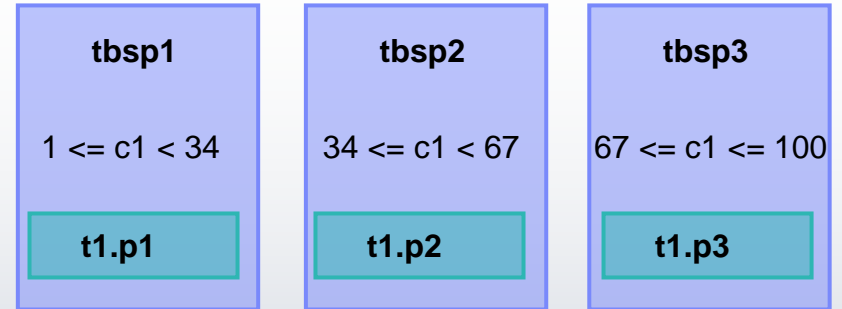 tbsp1
tbsp2
tbsp3
1 <= c1 < 34
34 <= c1 < 67
67 <= c1 <= 100
t1.p1
t1.p2
t1.p3